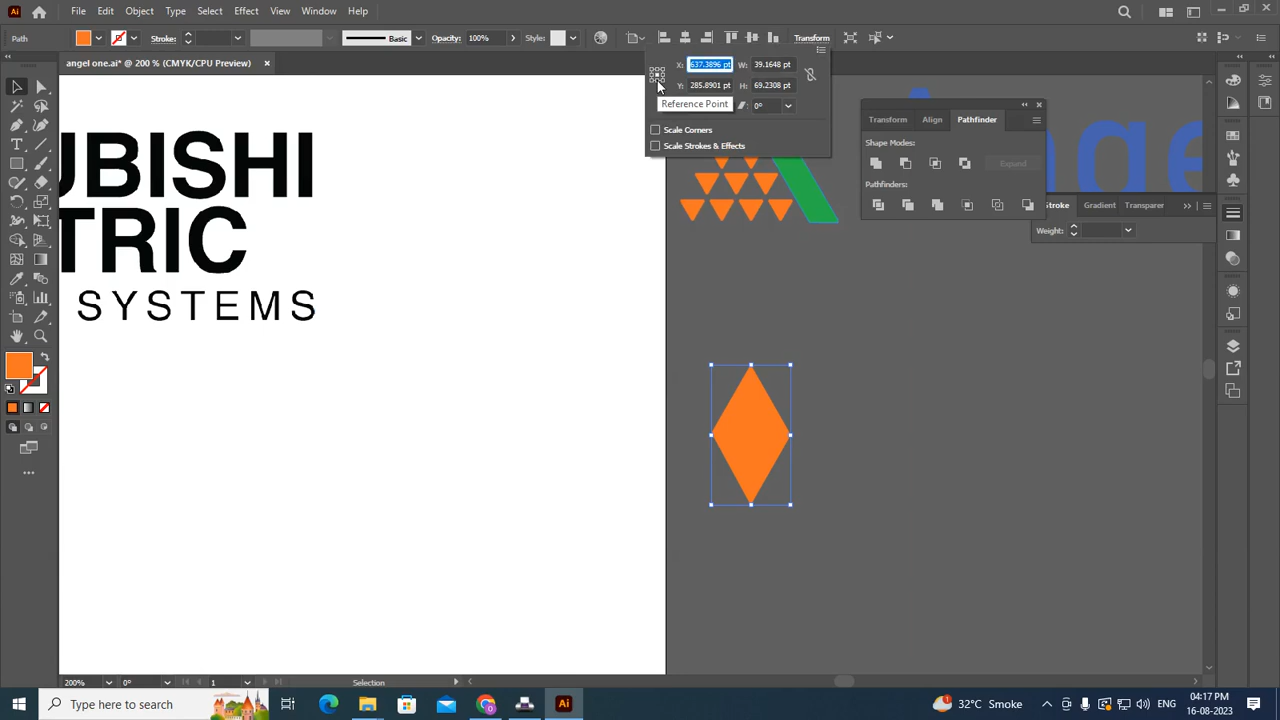 Ai File Edit Object Type Select Effect View Window Help
Path Stroke: Basic Opacity: 100% Style: Transform
angel one.ai* @ 200 % (CMYK/CPU Preview) ×
X: 637.3896 pt W: 39.1648 pt
Y: 285.8901 pt H: 69.2308 pt
Reference Point 0°
Scale Corners
Scale Strokes & Effects
Transform Align Pathfinder
Shape Modes:
Expand
Pathfinders:
Stroke Gradient Transparer
Weight:
UBISHI
TRIC
SYSTEMS
200% 0° 1 Selection
Type here to search
Ai
32°C Smoke ENG
04:17 PM
16-08-2023